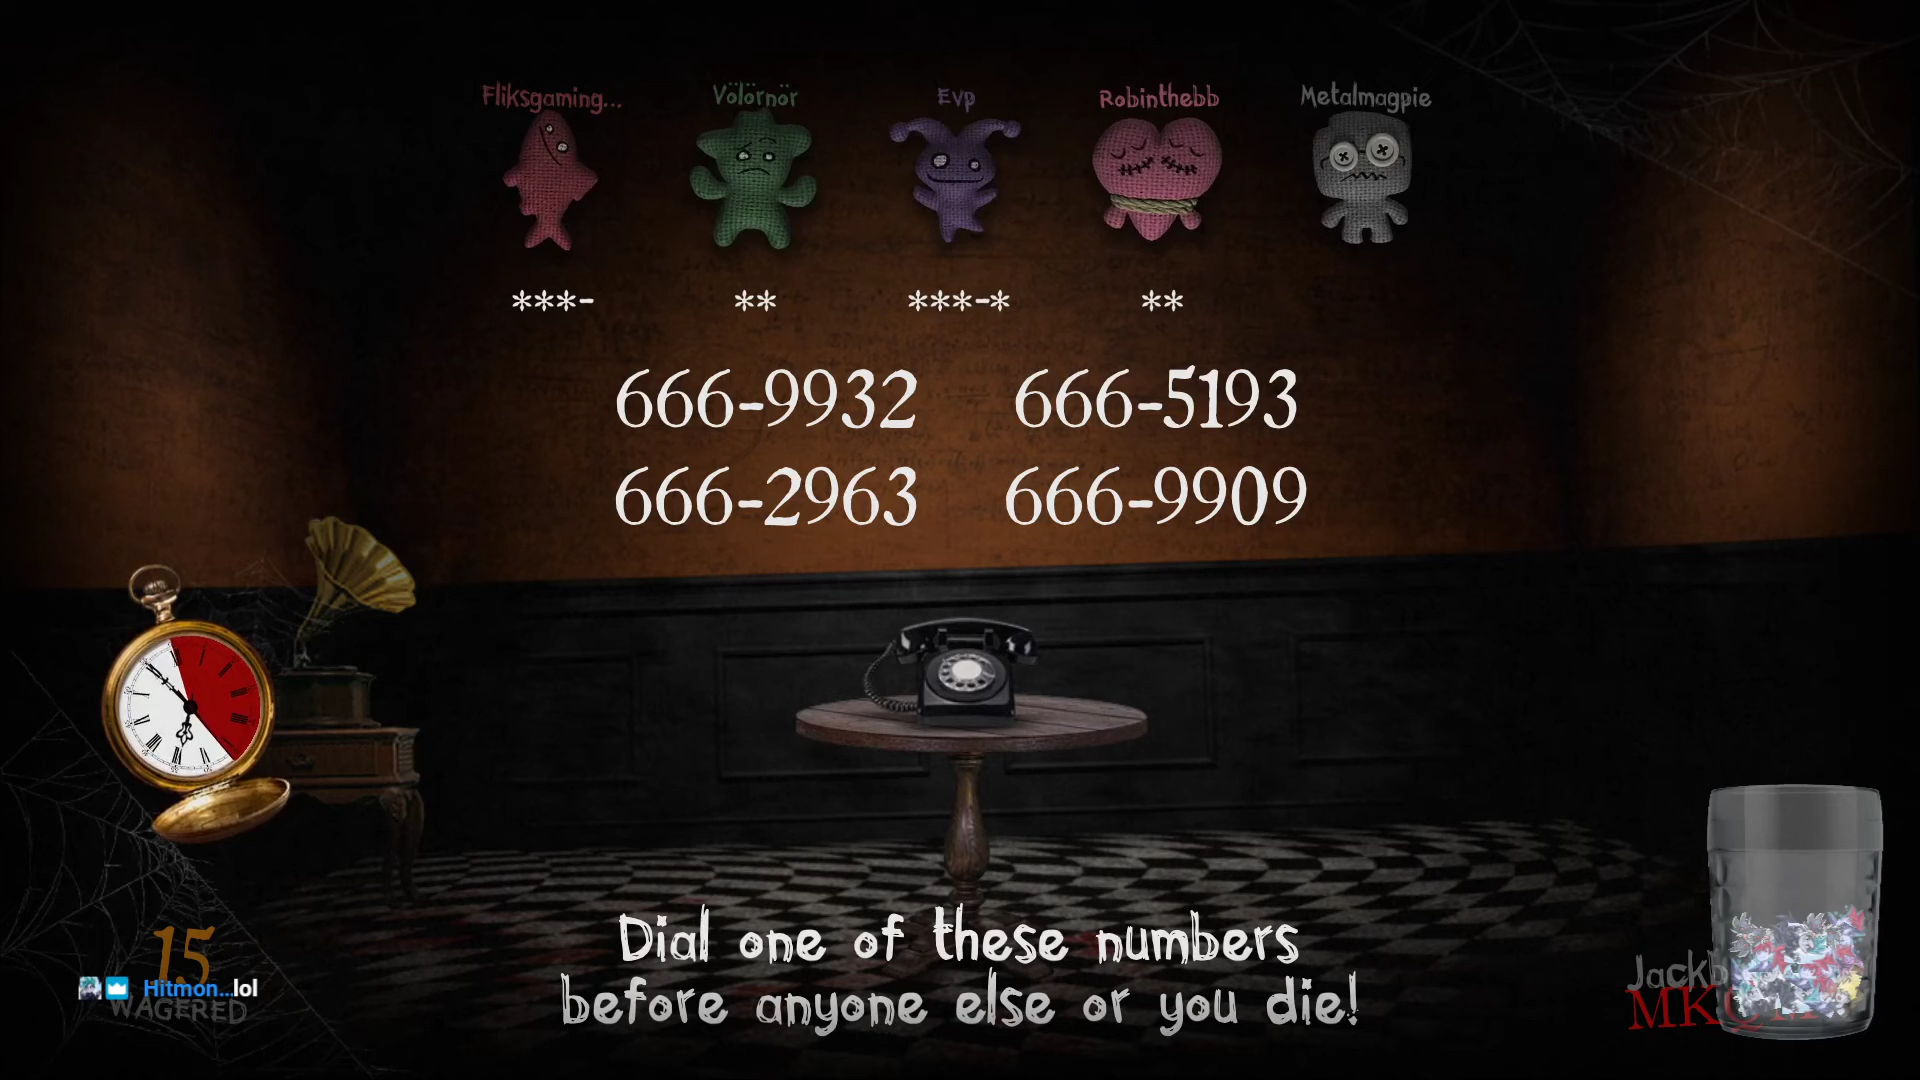 Fliksgaming... Völörnör Evp Robinthebb Metalmagpie
***- ** ***-* **
666-9932 666-5193
666-2963 666-9909
Dial one of these numbers
before anyone else or you die!
15
Hitmon...lol
WAGERED